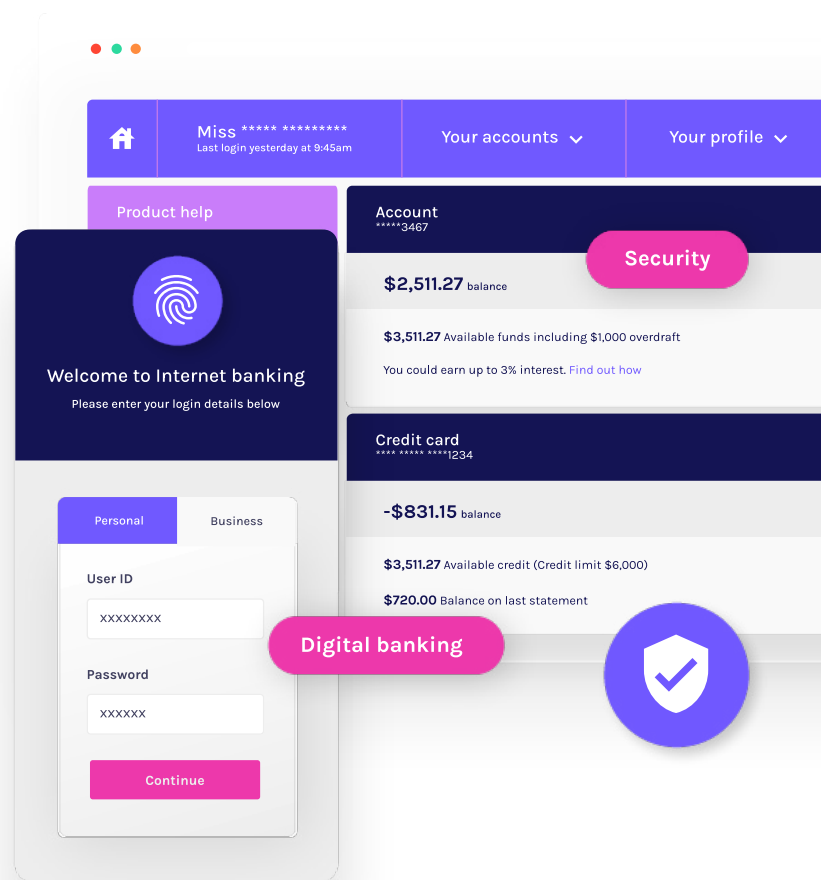 Miss ***** *********
Last login yesterday at 9:45am
Your accounts
Your profile
Product help
Account
*****3467
Security
$2,511.27 balance
$3,511.27 Available funds including $1,000 overdraft
You could earn up to 3% interest. Find out how
Welcome to Internet banking
Please enter your login details below
Credit card
**** ***** ****1234
-$831.15 balance
$3,511.27 Available credit (Credit limit $6,000)
$720.00 Balance on last statement
Personal
Business
User ID
xxxxxxxx
Digital banking
Password
xxxxxx
Continue